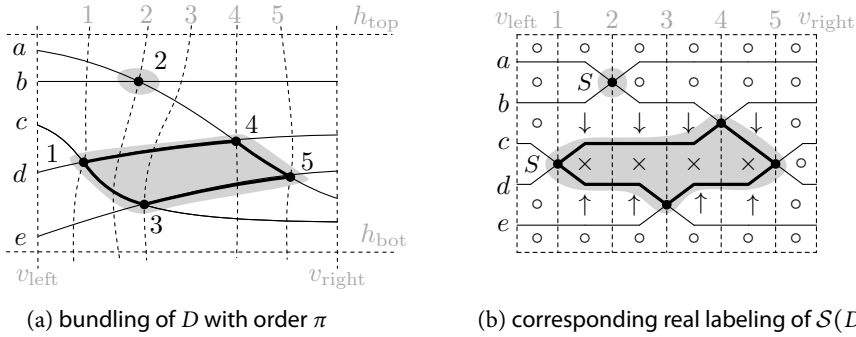 1 2 3 4 5 h_top
a
b
c
d
e
2
4
1
5
3
h_bot
v_left v_right
(a) bundling of D with order π
v_left 1 2 3 4 5 v_right
a
S
b
c
S
d
e
(b) corresponding real labeling of S(D